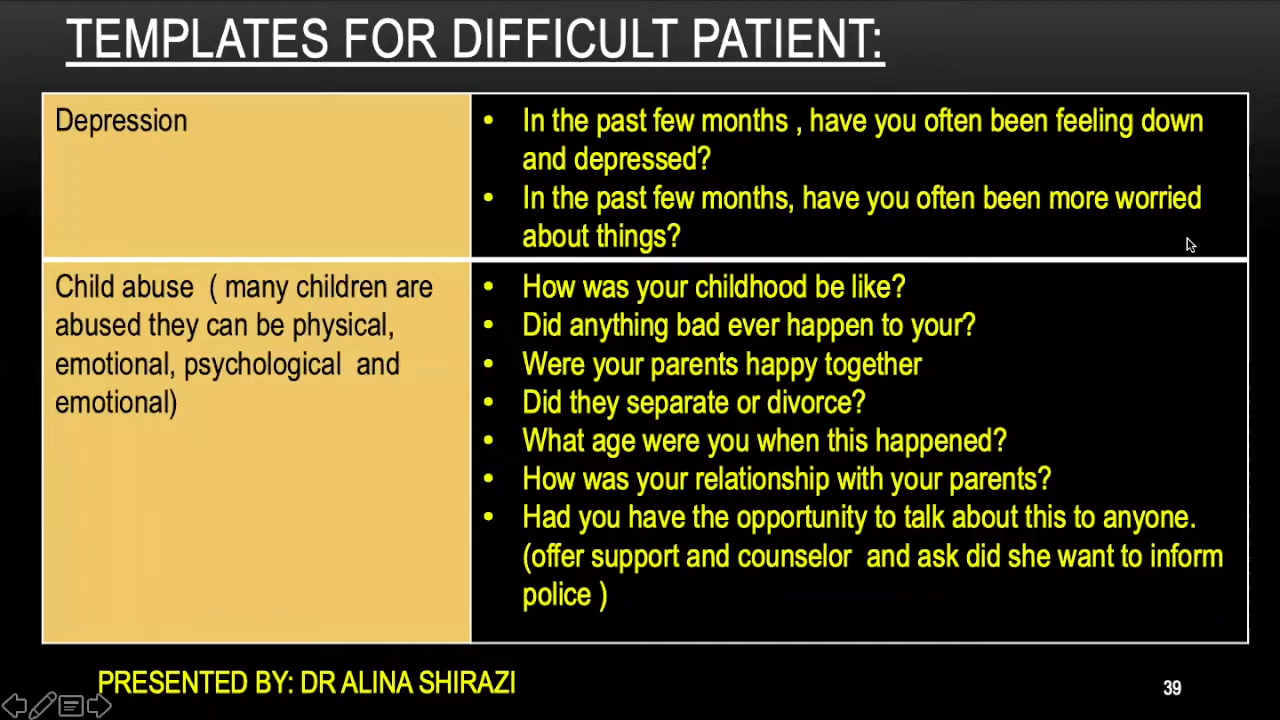 TEMPLATES FOR DIFFICULT PATIENT:
Depression
• In the past few months , have you often been feeling down
and depressed?
• In the past few months, have you often been more worried
about things?
Child abuse ( many children are
abused they can be physical,
emotional, psychological and
emotional)
• How was your childhood be like?
• Did anything bad ever happen to your?
• Were your parents happy together
• Did they separate or divorce?
• What age were you when this happened?
• How was your relationship with your parents?
• Had you have the opportunity to talk about this to anyone.
(offer support and counselor and ask did she want to inform
police )
PRESENTED BY: DR ALINA SHIRAZI
39